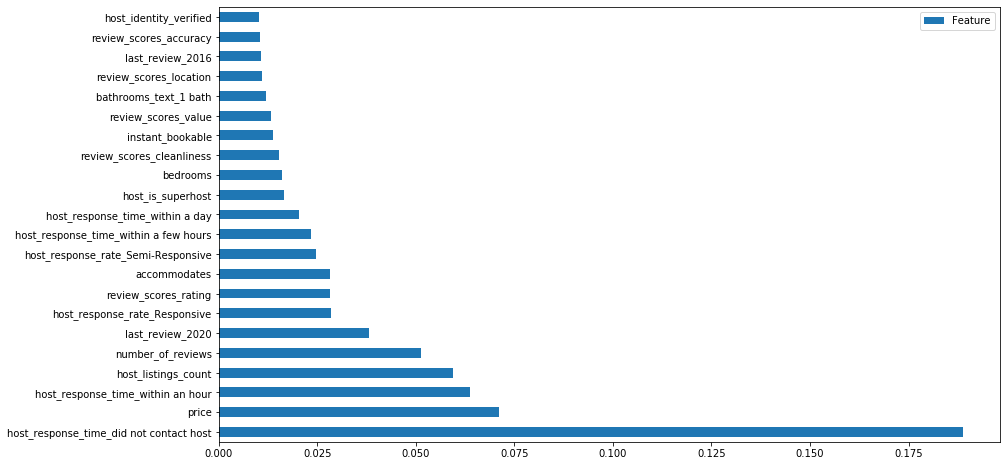 host_identity_verified
review_scores_accuracy
last_review_2016
review_scores_location
bathrooms_text_1 bath
review_scores_value
instant_bookable
review_scores_cleanliness
bedrooms
host_is_superhost
host_response_time_within a day
host_response_time_within a few hours
host_response_rate_Semi-Responsive
accommodates
review_scores_rating
host_response_rate_Responsive
last_review_2020
number_of_reviews
host_listings_count
host_response_time_within an hour
price
host_response_time_did not contact host
0.000 0.025 0.050 0.075 0.100 0.125 0.150 0.175
Feature